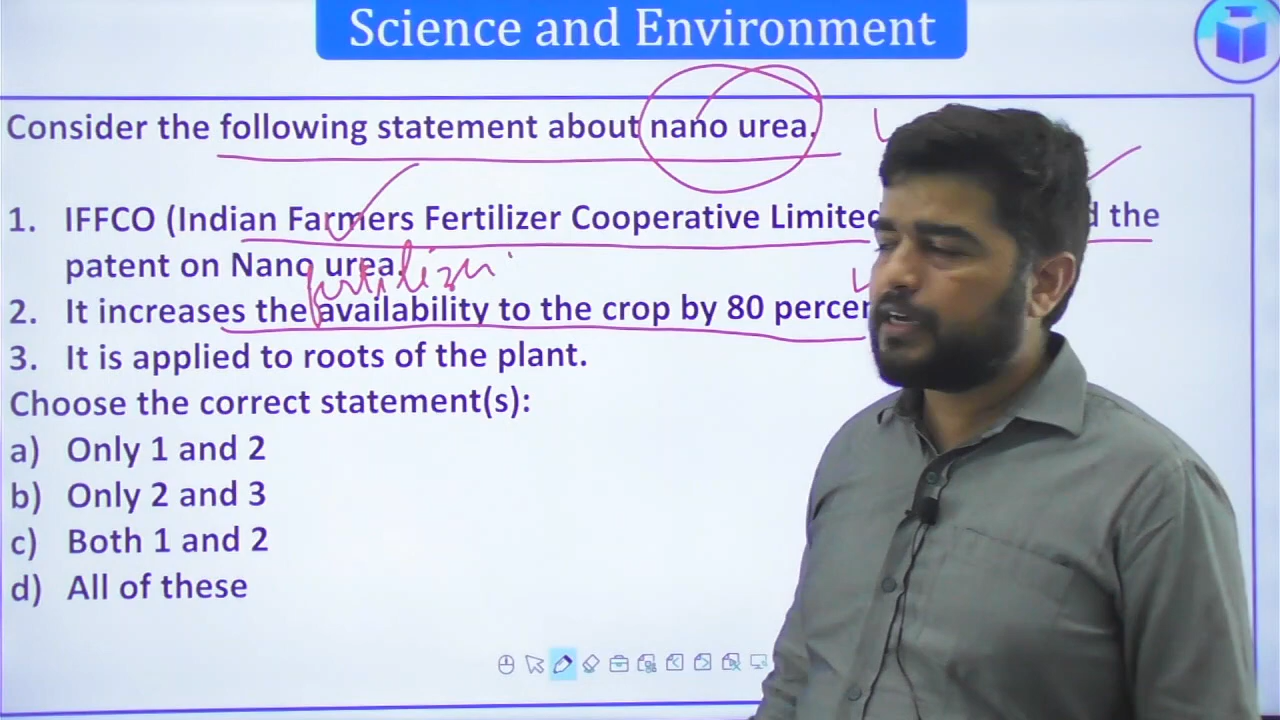 Science and Environment
Consider the following statement about nano urea.
1. IFFCO (Indian Farmers Fertilizer Cooperative Limited the
patent on Nano urea.
2. It increases the availability to the crop by 80
3. It is applied to roots of the plant.
Choose the correct statement(s):
a) Only 1 and 2
b) Only 2 and 3
c) Both 1 and 2
d) All of these